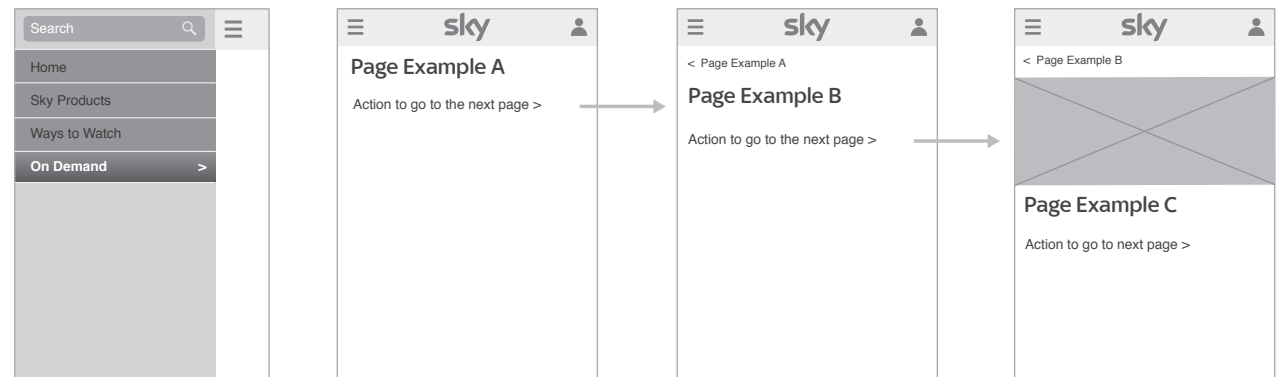 Search
Home
Sky Products
Ways to Watch
On Demand >
sky
Page Example A
Action to go to the next page >
sky
< Page Example A
Page Example B
Action to go to the next page >
sky
< Page Example B
Page Example C
Action to go to next page >